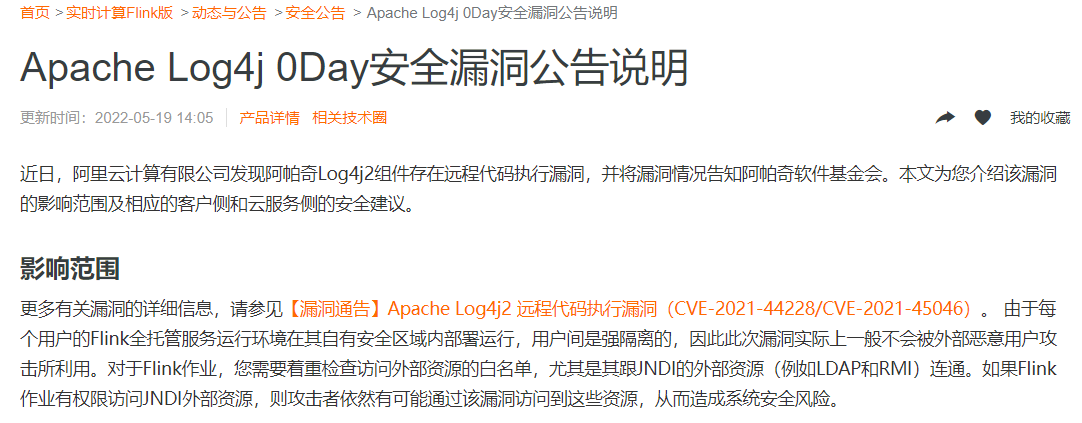 首页 > 实时计算Flink版 > 动态与公告 > 安全公告 > Apache Log4j 0Day安全漏洞公告说明
Apache Log4j 0Day安全漏洞公告说明
更新时间：2022-05-19 14:05 产品详情 相关技术圈 我的收藏
近日，阿里云计算有限公司发现阿帕奇Log4j2组件存在远程代码执行漏洞，并将漏洞情况告知阿帕奇软件基金会。本文为您介绍该漏洞
的影响范围及相应的客户侧和云服务侧的安全建议。
影响范围
更多有关漏洞的详细信息，请参见【漏洞通告】Apache Log4j2 远程代码执行漏洞（CVE-2021-44228/CVE-2021-45046）。 由于每
个用户的Flink全托管服务运行环境在其自有安全区域内部署运行，用户间是强隔离的，因此此次漏洞实际上一般不会被外部恶意用户攻
击所利用。对于Flink作业，您需要着重检查访问外部资源的白名单，尤其是其跟JNDI的外部资源（例如LDAP和RMI）连通。如果Flink
作业有权限访问JNDI外部资源，则攻击者依然有可能通过该漏洞访问到这些资源，从而造成系统安全风险。